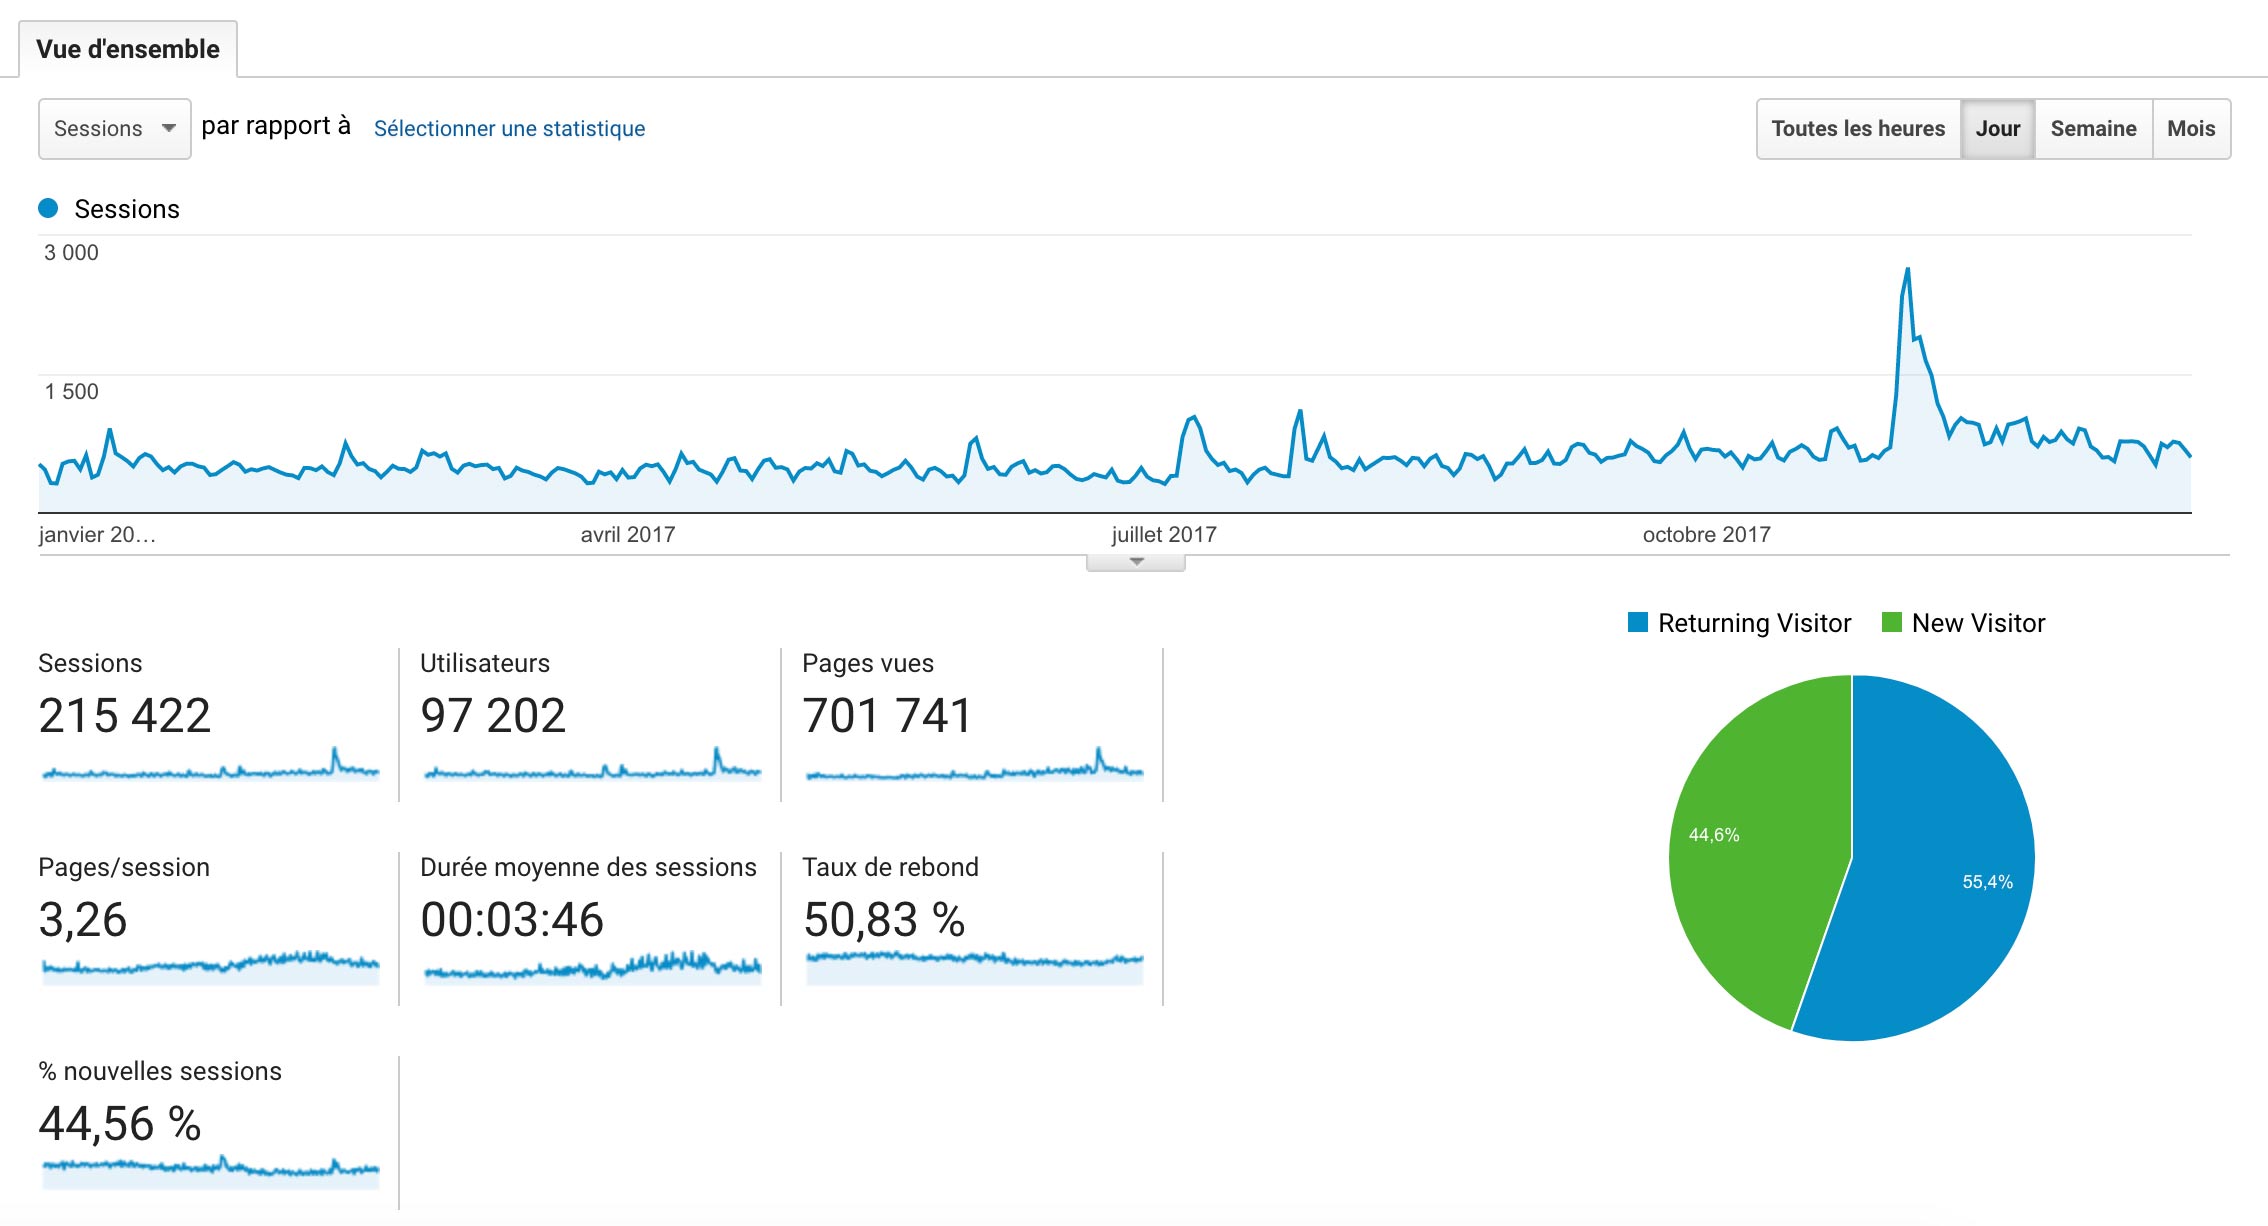 Vue d'ensemble
Sessions par rapport à Sélectionner une statistique Toutes les heures Jour Semaine Mois
Sessions
3 000
1 500
janvier 20… avril 2017 juillet 2017 octobre 2017
Returning Visitor New Visitor
Sessions Utilisateurs Pages vues
215 422 97 202 701 741
Pages/session Durée moyenne des sessions Taux de rebond
3,26 00:03:46 50,83 %
44,6%
55,4%
% nouvelles sessions
44,56 %